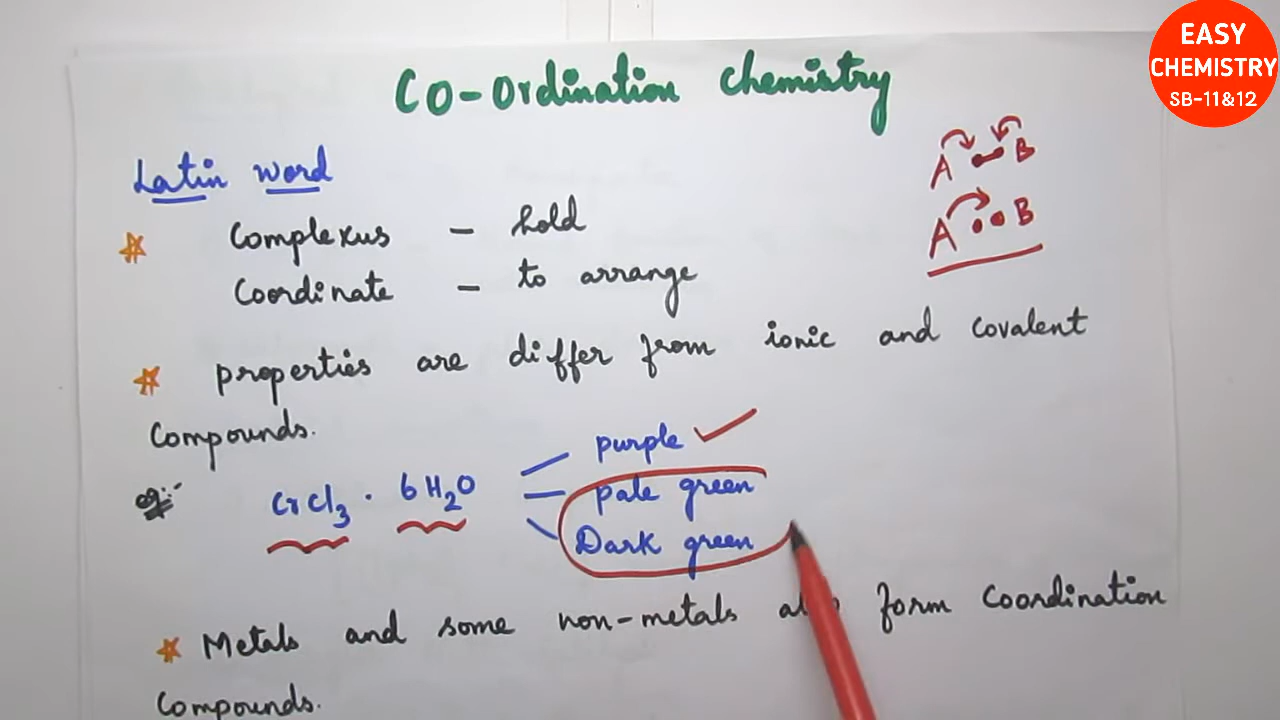 EASY
CHEMISTRY
SB-11&12
Co-ordination chemistry
Latin word
Complexus - hold
Coordinate - to arrange
A B
A B
properties are differ from ionic and covalent
Compounds.
eg:-
CrCl3 . 6H2O
purple
pale green
Dark green
Metals and some non-metals form coordination
Compounds.